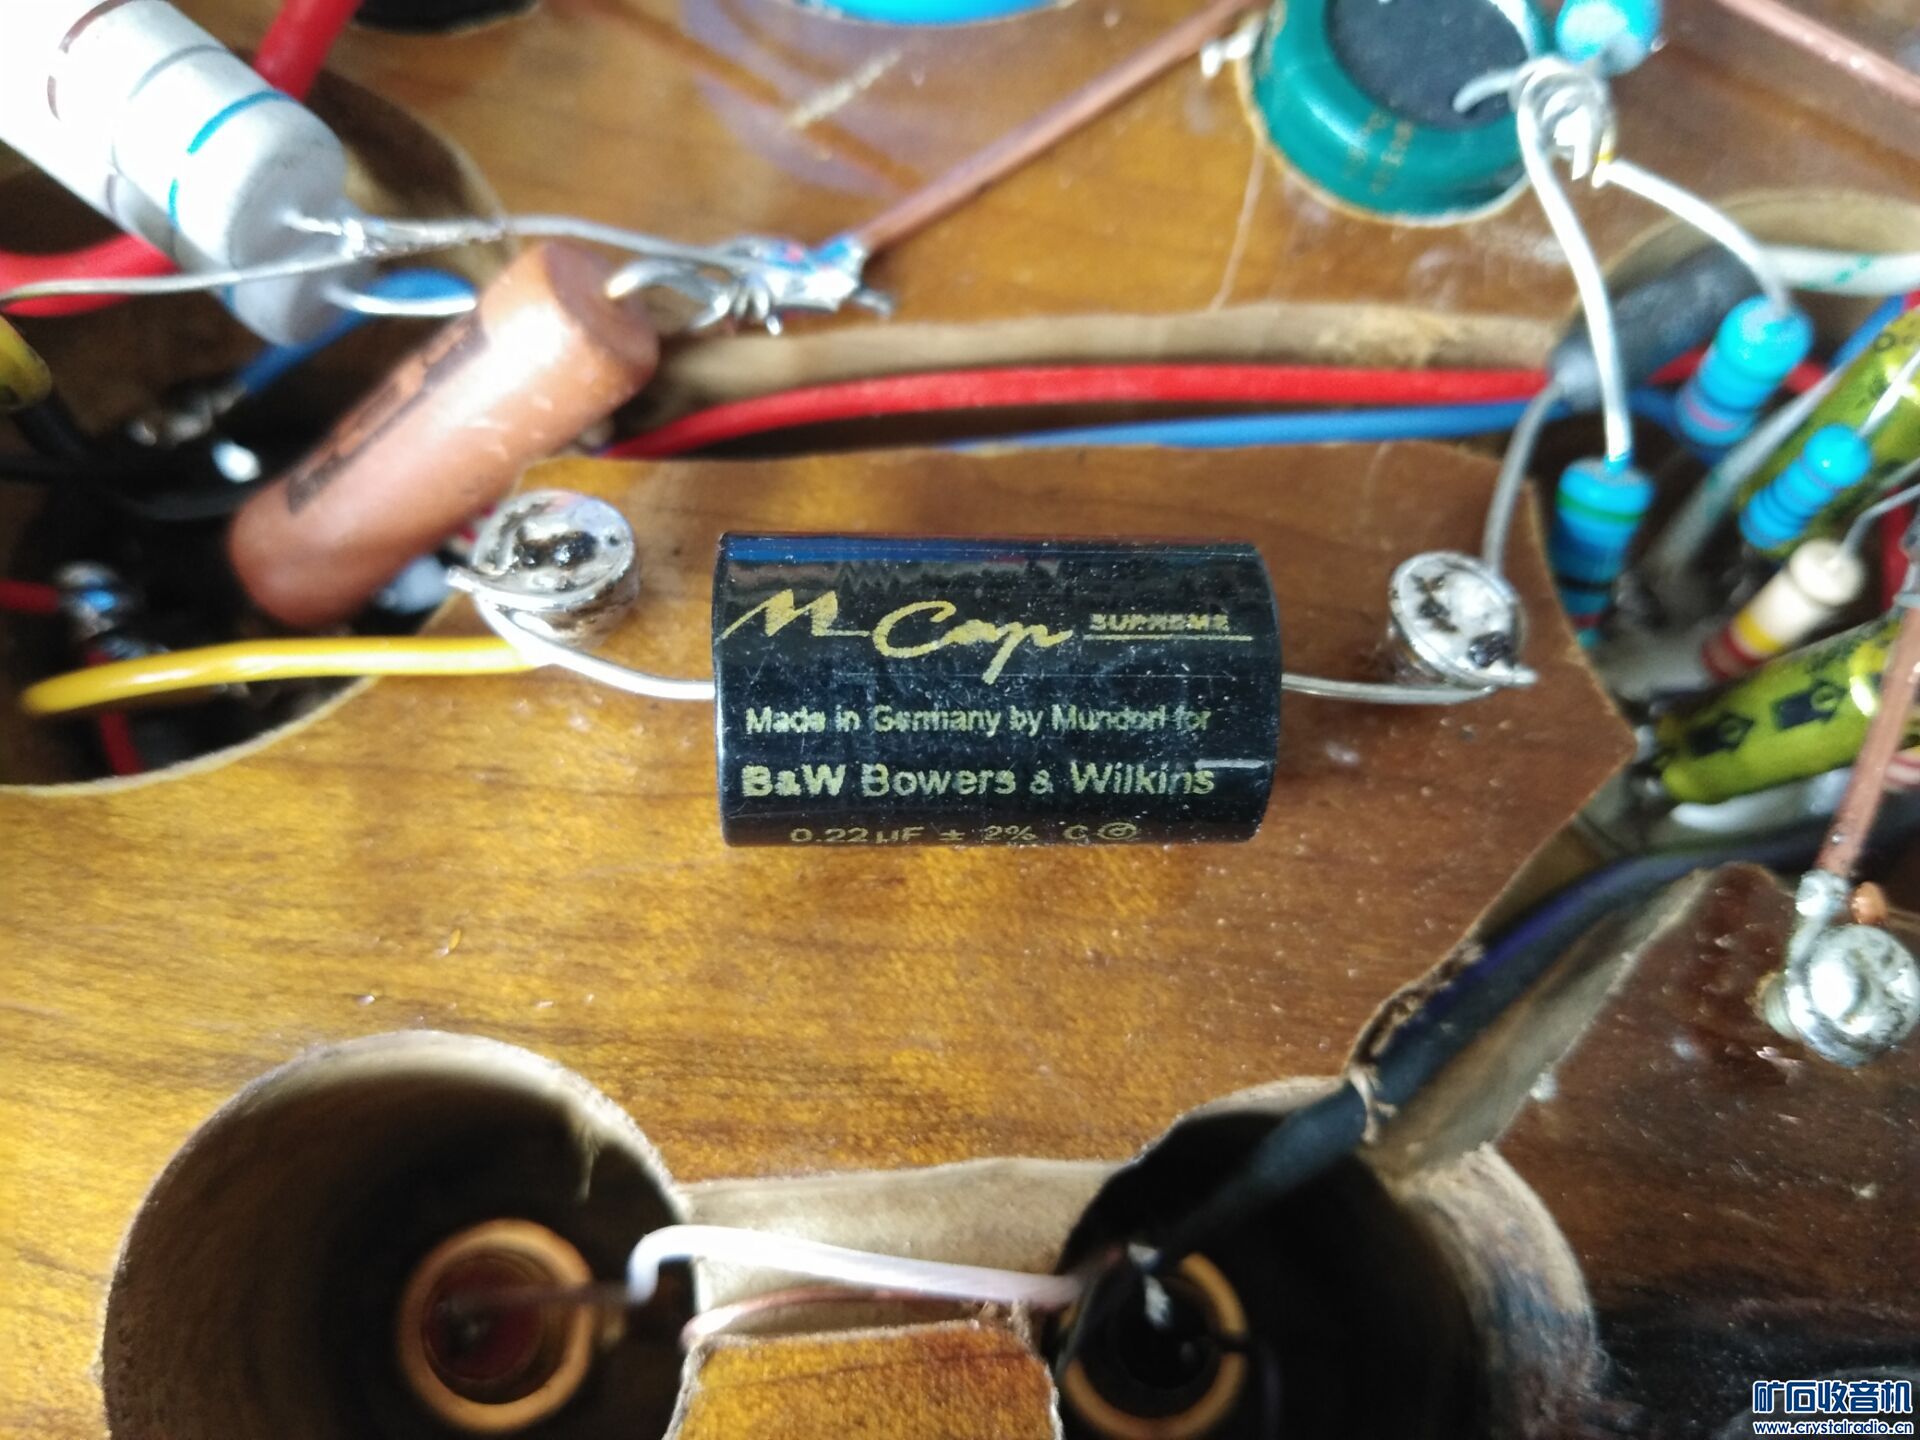 M Cap SUPREME
Made in Germany by Mundorf for
B&W Bowers & Wilkins
0.22 µF ± 2% C
矿石收音机
www.crystalradio.cn